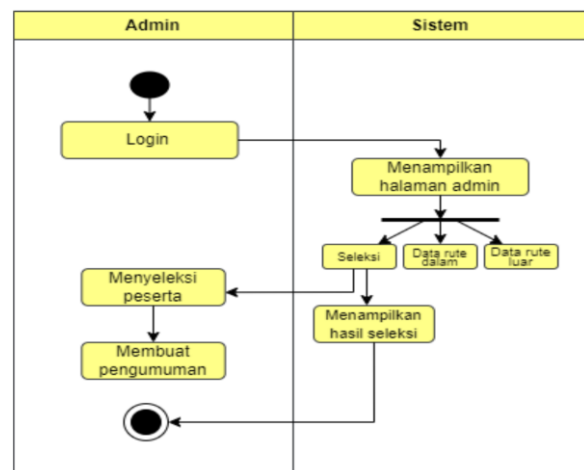 Admin
Sistem
Login
Menampilkan
halaman admin
Seleksi
Data rute
dalam
Data rute
luar
Menyeleksi
peserta
Menampilkan
hasil seleksi
Membuat
pengumuman